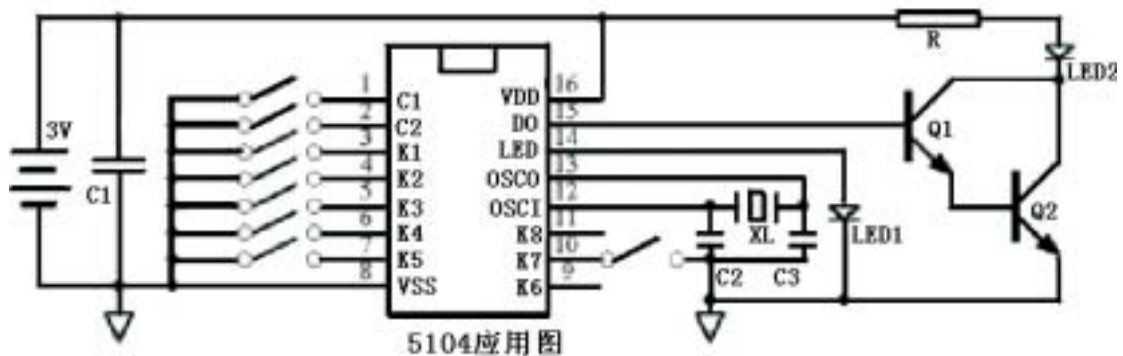 R
LED2
1
C1
VDD
16
2
C2
DO
15
Q1
3V
3
K1
LED
14
4
K2
OSCO
13
C1
5
K3
OSCI
12
Q2
6
K4
K8
11
XL
LED1
7
K5
K7
10
C2
C3
8
VSS
K6
9
5104应用图